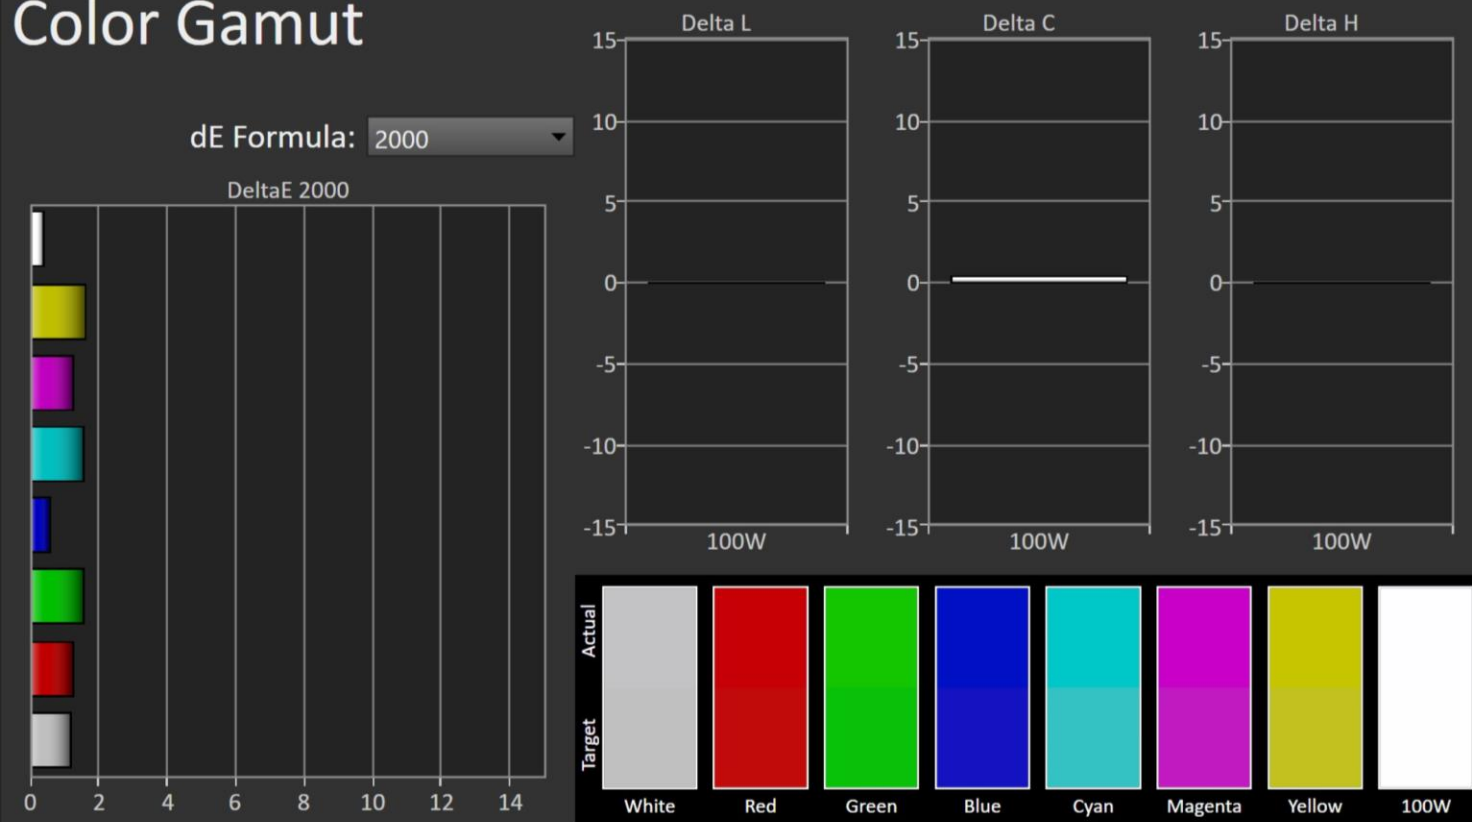 Color Gamut
dE Formula: 2000
DeltaE 2000
0 2 4 6 8 10 12 14
Delta L
15
10
5
0
-5
-10
-15
100W
Delta C
15
10
5
0
-5
-10
-15
100W
Delta H
15
10
5
0
-5
-10
-15
100W
Actual
Target
White Red Green Blue Cyan Magenta Yellow 100W